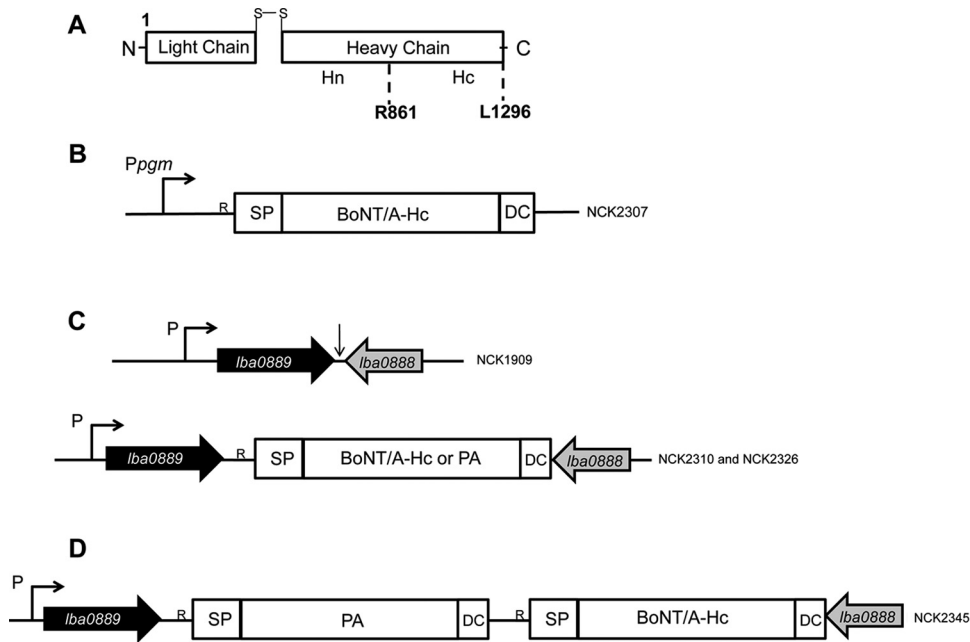 A
S S
1
N Light Chain Heavy Chain C
Hn Hc
R861 L1296
B
Ppgm
R SP BoNT/A-Hc DC NCK2307
C
P
lba0889 lba0888 NCK1909
P
lba0889 R SP BoNT/A-Hc or PA DC lba0888 NCK2310 and NCK2326
D
P
lba0889 R SP PA DC R SP BoNT/A-Hc DC lba0888 NCK2345